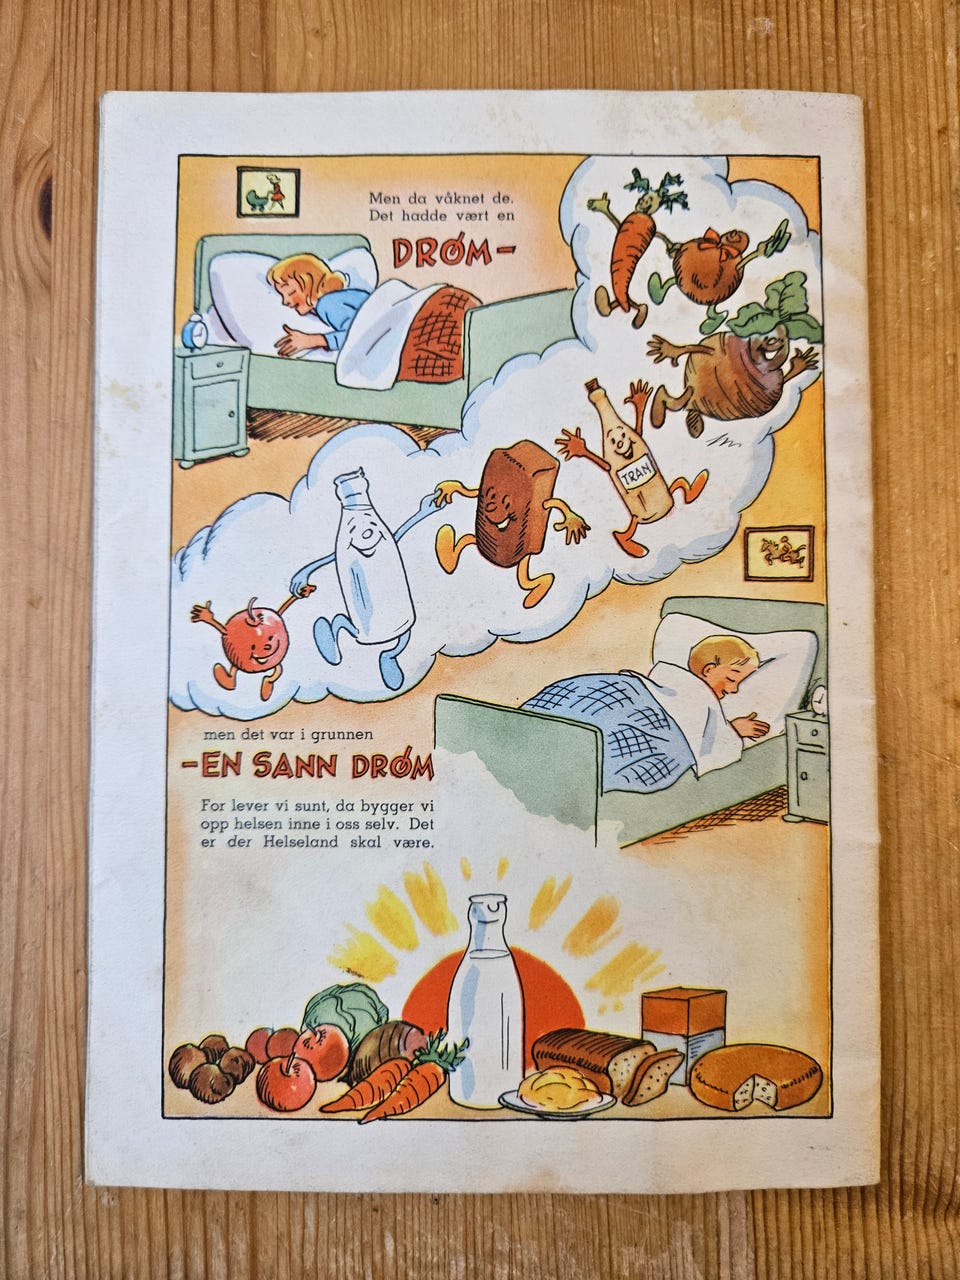 Men da våknet de.
Det hadde vært en
DRØM-
TRAN
men det var i grunnen
-EN SANN DRØM
For lever vi sunt, da bygger vi
opp helsen inne i oss selv. Det
er der Helseland skal være.